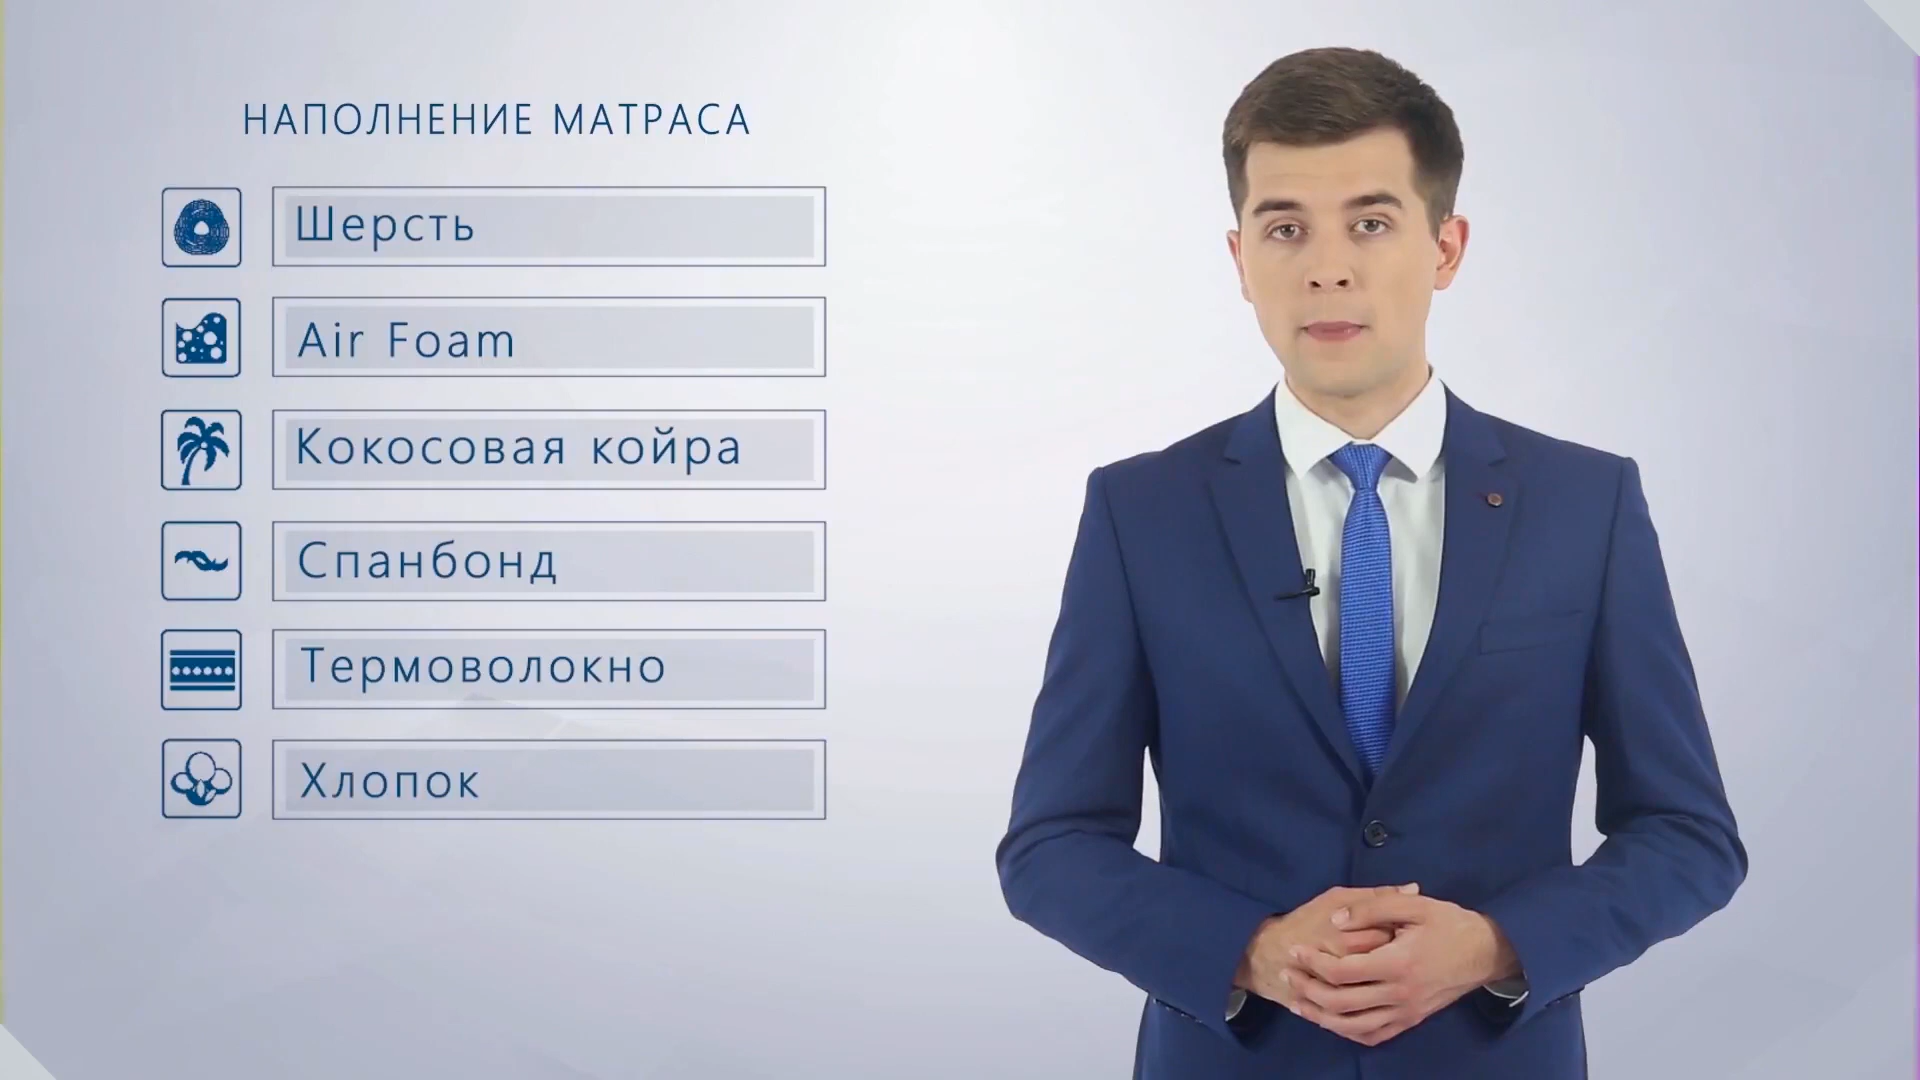 НАПОЛНЕНИЕ МАТРАСА
Шерсть
Air Foam
Кокосовая койра
Спанбонд
Термоволокно
Хлопок